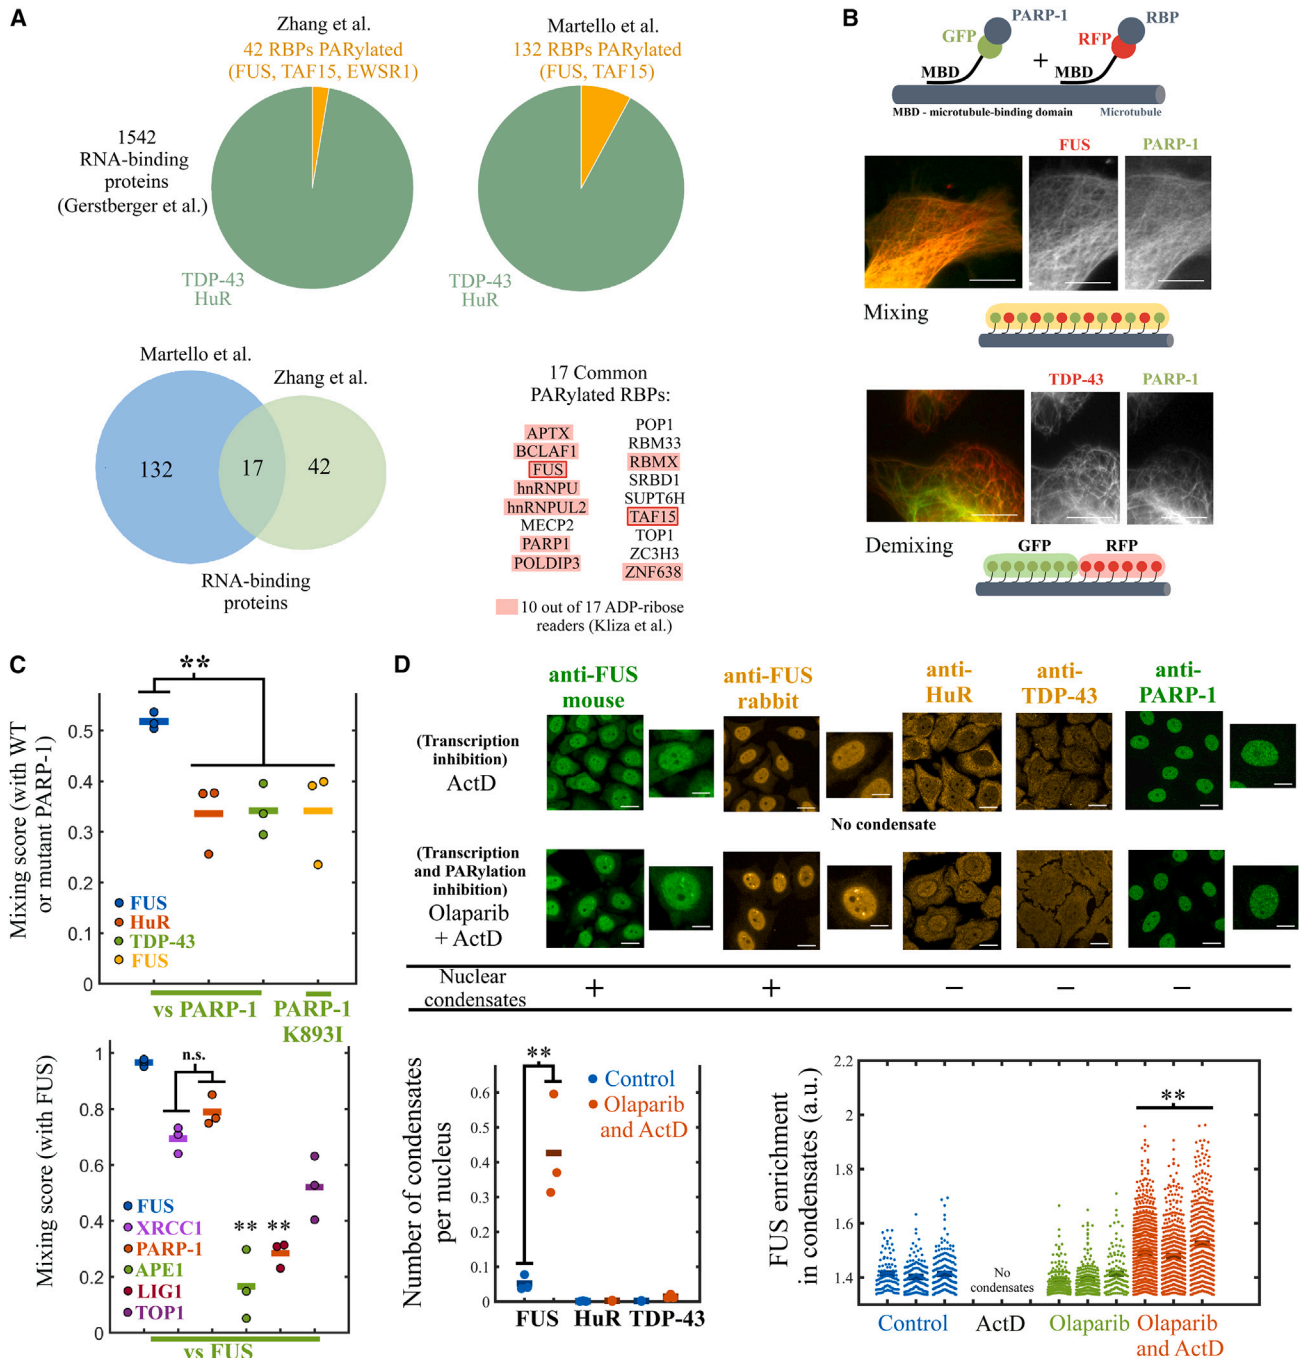 A
Zhang et al.
42 RBPs PARylated
(FUS, TAF15, EWSR1)
Martello et al.
132 RBPs PARylated
(FUS, TAF15)
1542
RNA-binding
proteins
(Gerstberger et al.)
TDP-43
HuR
TDP-43
HuR
Martello et al.
Zhang et al.
132
17
42
RNA-binding
proteins
17 Common
PARylated RBPs:
APTX
BCLAF1
FUS
hnRNPU
hnRNPUL2
MECP2
PARP1
POLDIP3
POP1
RBM33
RBMX
SRBD1
SUPT6H
TAF15
TOP1
ZC3H3
ZNF638
10 out of 17 ADP-ribose
readers (Kliza et al.)
B
PARP-1
RBP
GFP
RFP
MBD
+
MBD
MBD - microtubule-binding domain
Microtubule
FUS
PARP-1
Mixing
TDP-43
PARP-1
Demixing
GFP
RFP
C
**
Mixing score (with WT
or mutant PARP-1)
0.5
0.4
0.3
0.2
0.1
0
FUS
HuR
TDP-43
FUS
vs PARP-1
PARP-1
K893I
Mixing score (with FUS)
1
0.8
0.6
0.4
0.2
0
n.s.
** **
FUS
XRCC1
PARP-1
APE1
LIG1
TOP1
vs FUS
D
anti-FUS
mouse
anti-FUS
rabbit
anti-
HuR
anti-
TDP-43
anti-
PARP-1
(Transcription
inhibition)
ActD
No condensate
(Transcription
and PARylation
inhibition)
Olaparib
+ ActD
Nuclear
condensates
+ + − − −
Number of condensates
per nucleus
0.6
0.5
0.4
0.3
0.2
0.1
0
**
Control
Olaparib
and ActD
FUS HuR TDP-43
FUS enrichment
in condensates (a.u.)
2.2
2
1.8
1.6
1.4
**
No
condensates
Control
ActD
Olaparib
Olaparib
and ActD